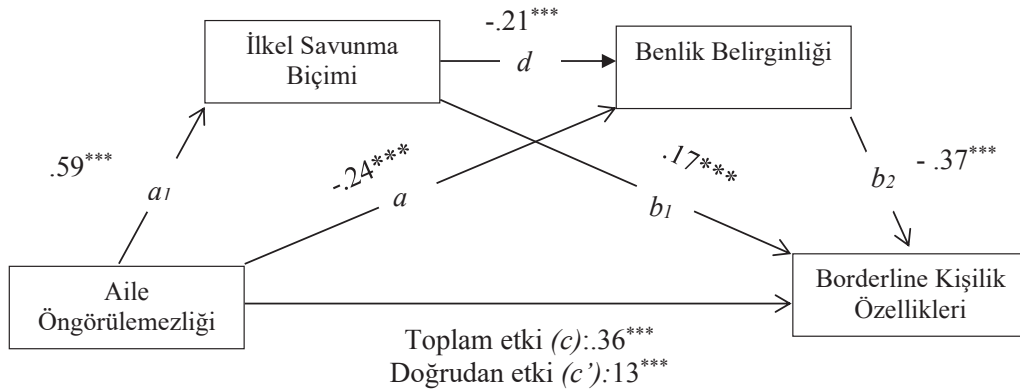 -.21***
İlkel Savunma
Biçimi
d
Benlik Belirginliği
.59***
a1
-.24***
a
.17***
b1
- .37***
b2
Aile
Öngörülemezliği
Borderline Kişilik
Özellikleri
Toplam etki (c):.36***
Doğrudan etki (c’):13***